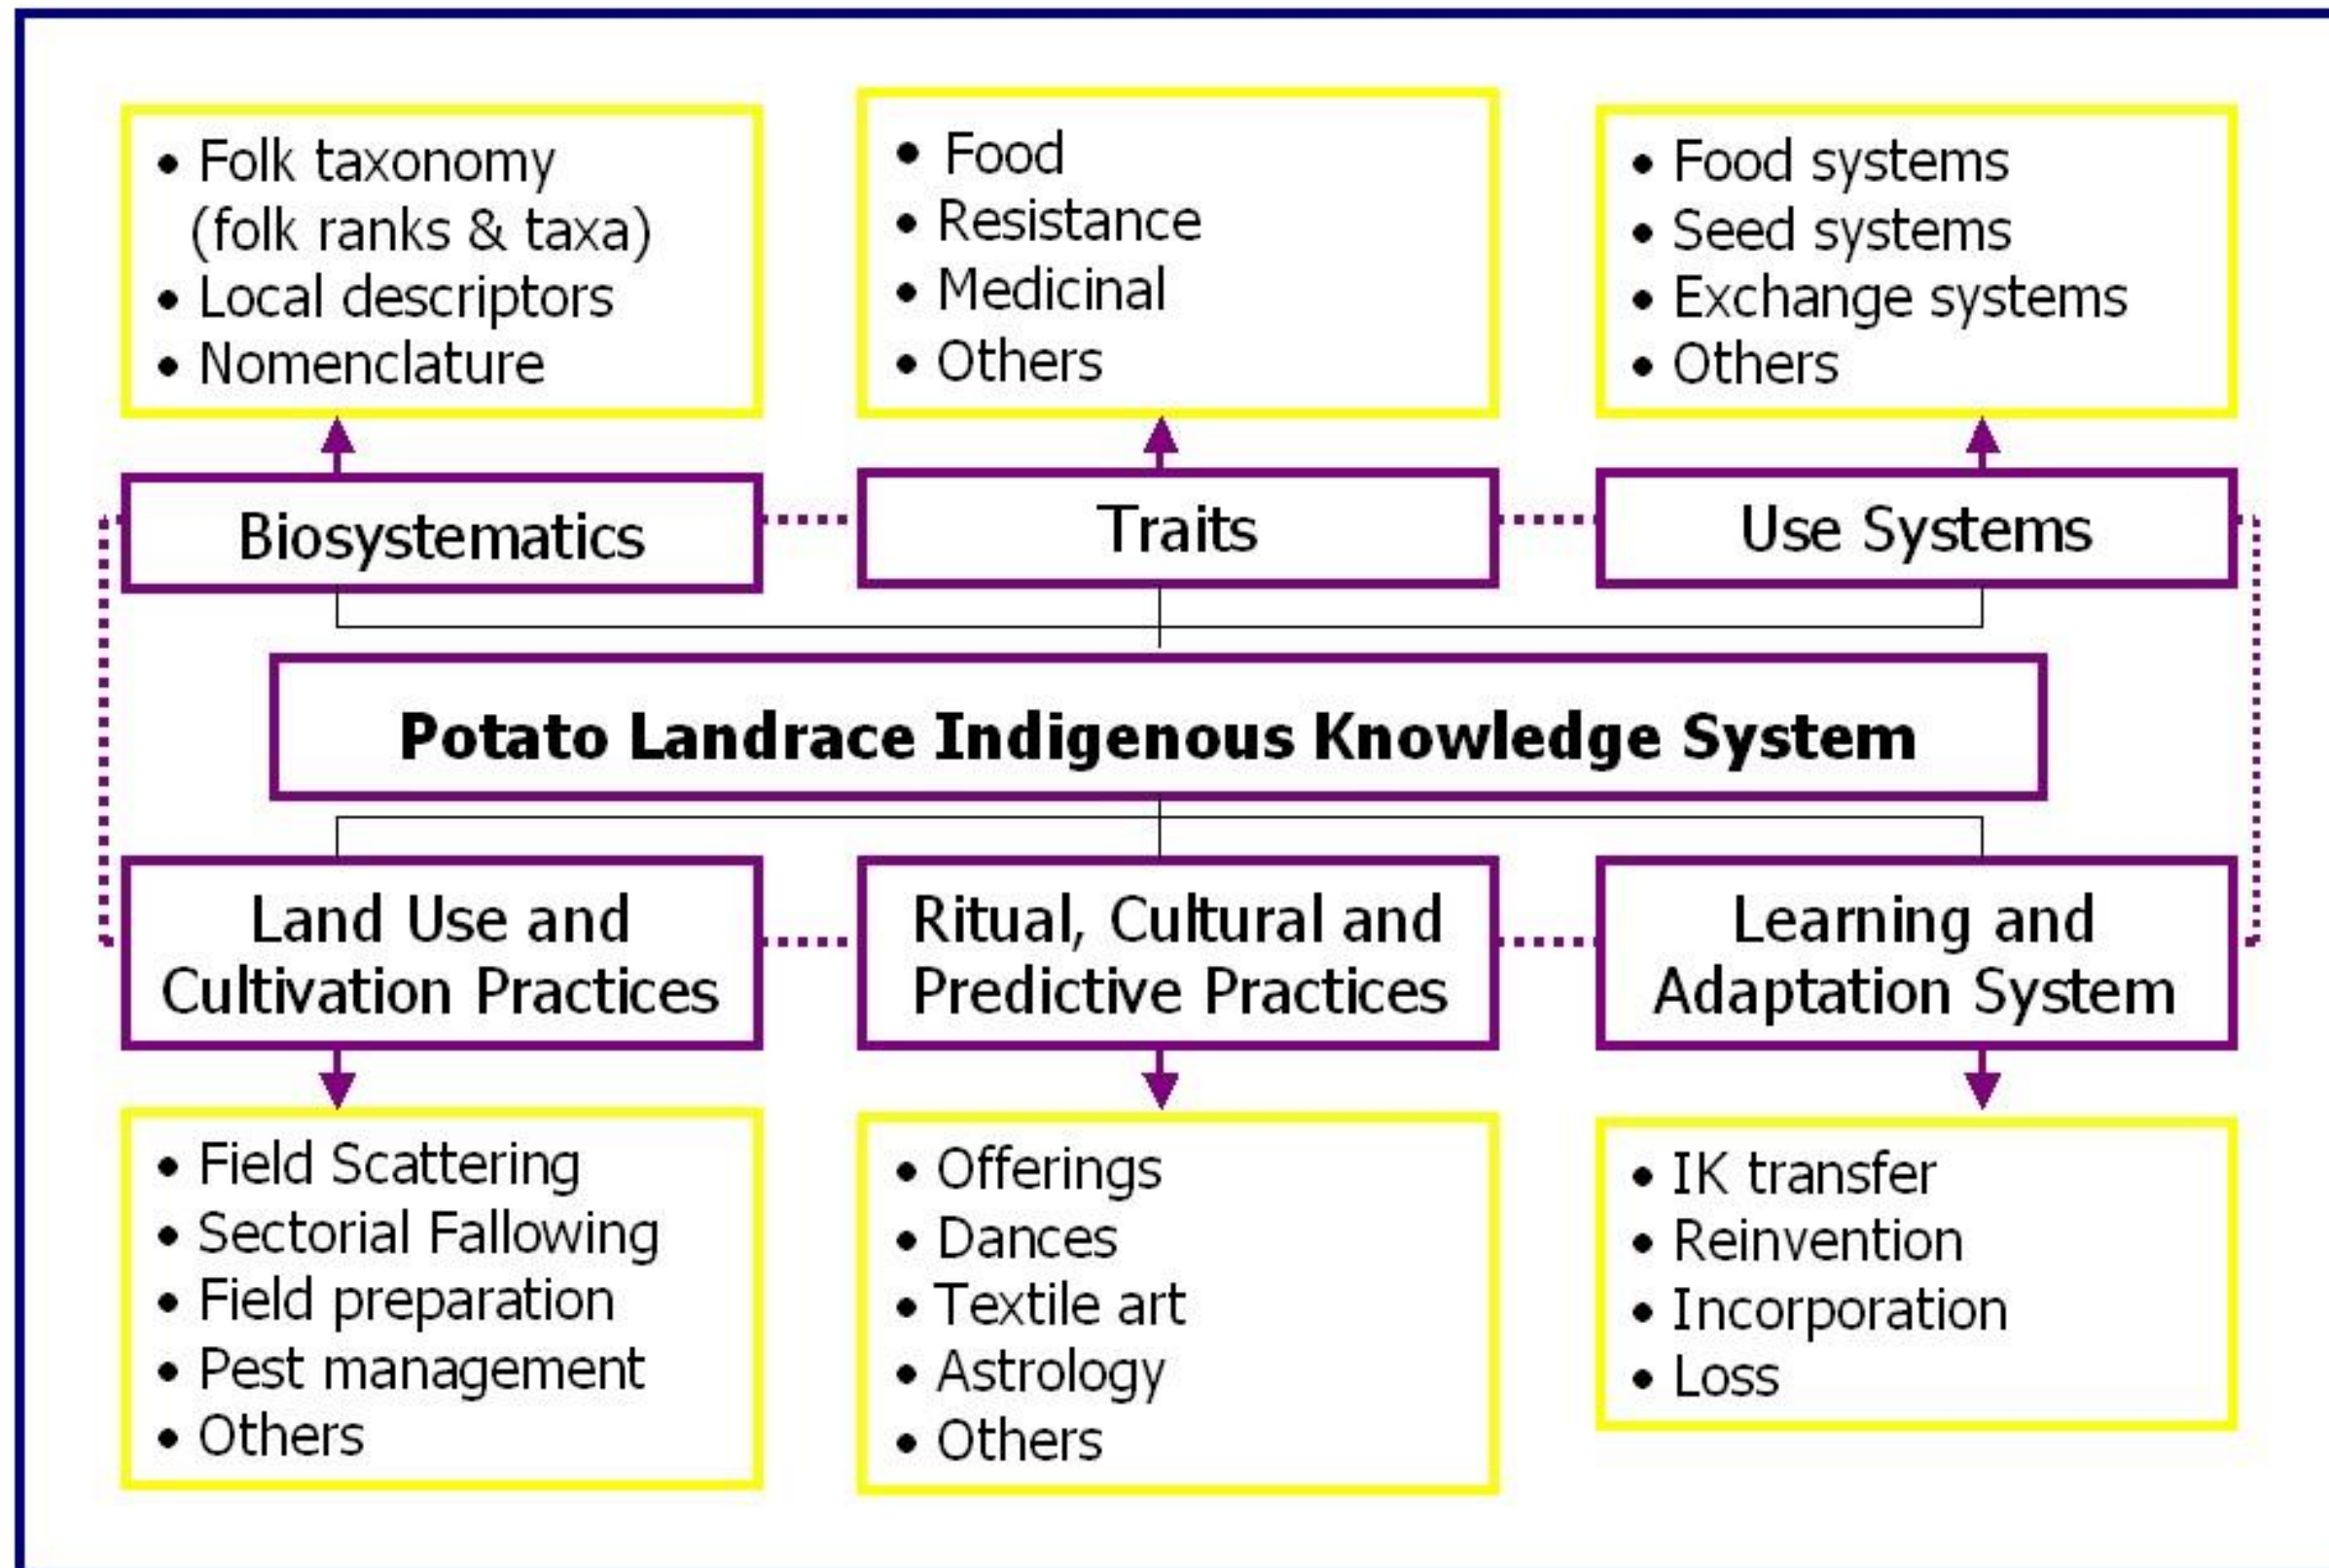 • Folk taxonomy
(folk ranks & taxa)
• Local descriptors
• Nomenclature
• Food
• Resistance
• Medicinal
• Others
• Food systems
• Seed systems
• Exchange systems
• Others
Biosystematics
Traits
Use Systems
Potato Landrace Indigenous Knowledge System
Land Use and
Cultivation Practices
Ritual, Cultural and
Predictive Practices
Learning and
Adaptation System
• Field Scattering
• Sectorial Fallowing
• Field preparation
• Pest management
• Others
• Offerings
• Dances
• Textile art
• Astrology
• Others
• IK transfer
• Reinvention
• Incorporation
• Loss